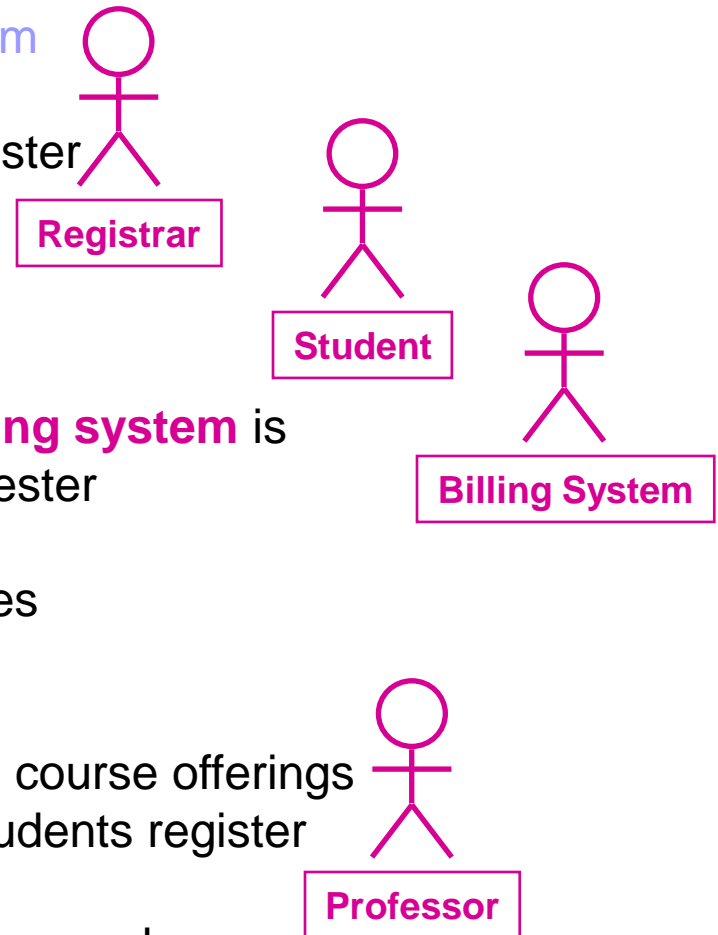 m
ster
Registrar
Student
ng system is
ester
Billing System
es
course offerings
udents register
Professor